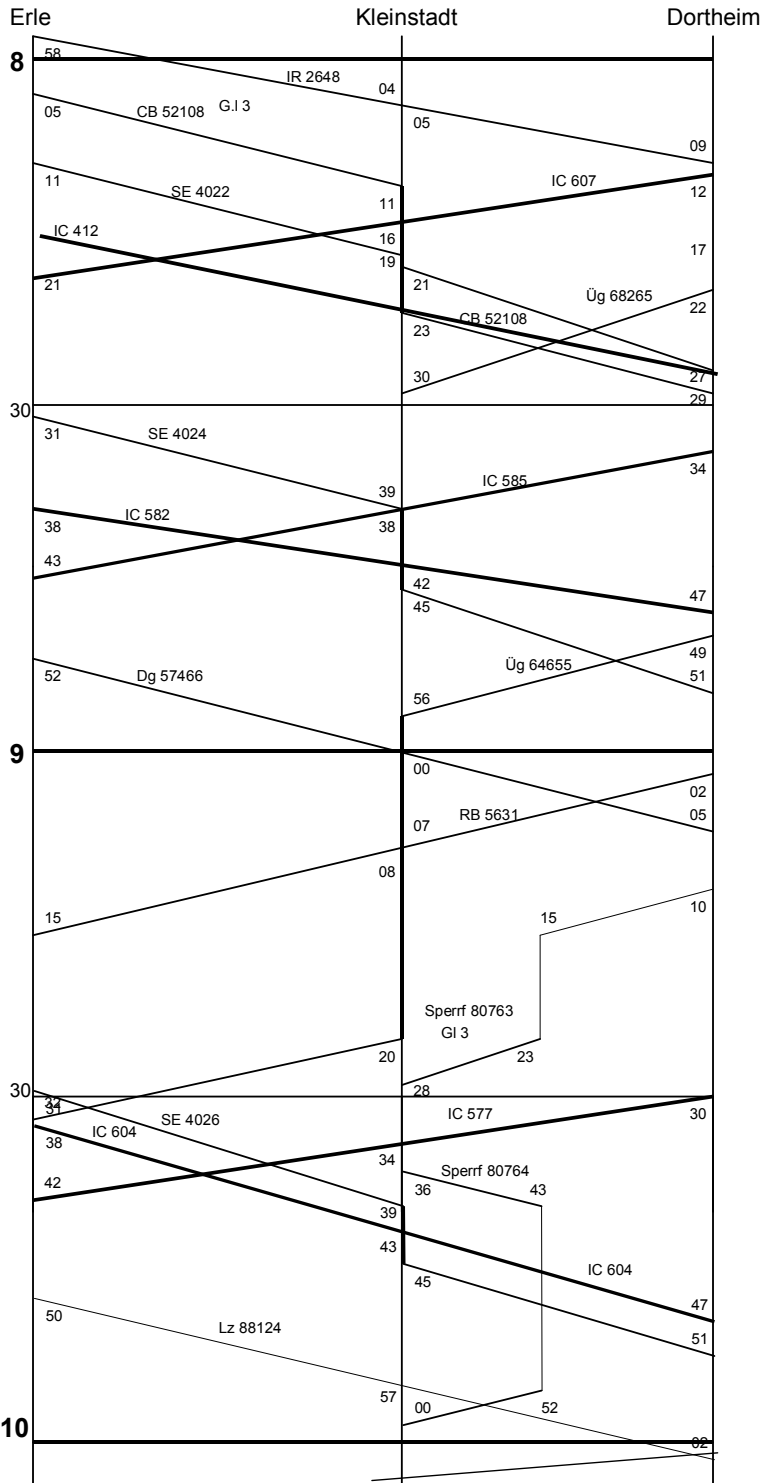 Erle Kleinstadt Dortheim
8
58
IR 2648
04
05
CB 52108
G.l 3
05
09
11
SE 4022
11
IC 607
12
IC 412
16
19
17
21
21
Üg 68265
22
23
CB 52108
30
27
29
30
31
SE 4024
39
IC 585
34
38
IC 582
38
43
42
45
47
52
Dg 57466
56
Üg 64655
49
51
9
00
02
07
RB 5631
05
08
15
15
10
Sperrf 80763
Gl 3
20
23
28
30
32
31
SE 4026
IC 577
30
38
IC 604
34
Sperrf 80764
42
36
43
39
43
45
IC 604
47
50
Lz 88124
51
57
00
52
10
02